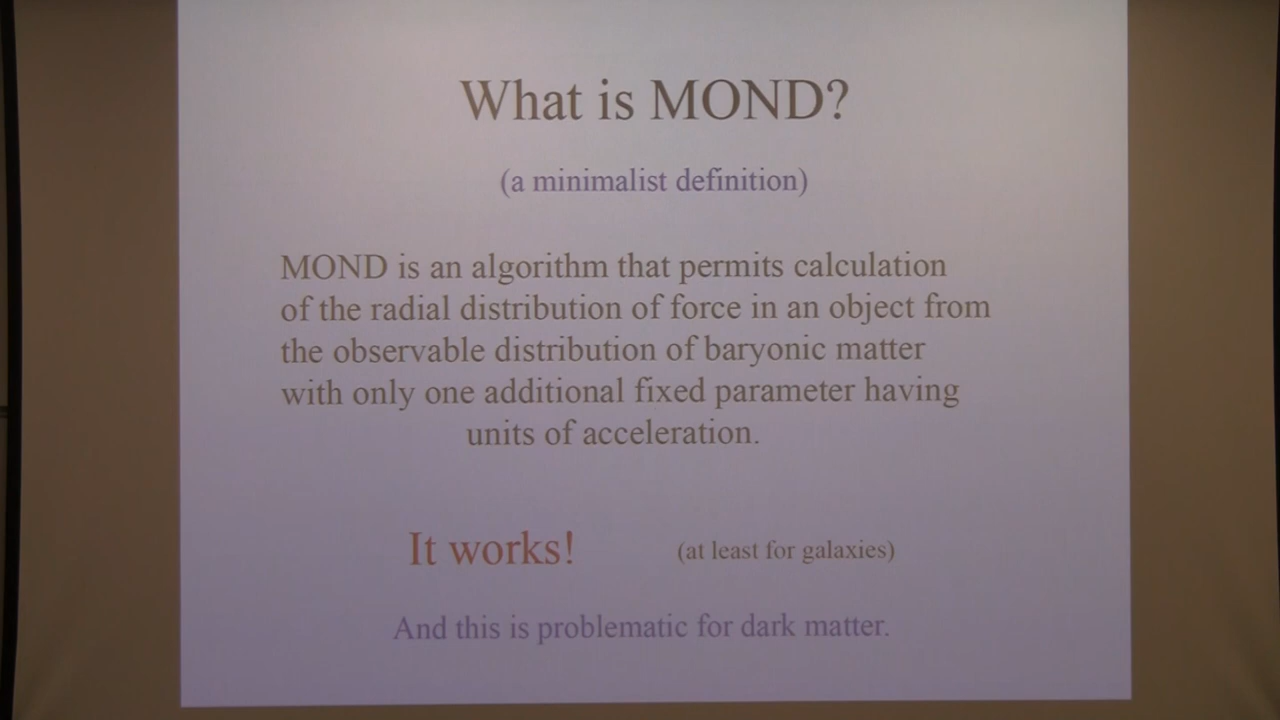 What is MOND?
(a minimalist definition)
MOND is an algorithm that permits calculation
of the radial distribution of force in an object from
the observable distribution of baryonic matter
with only one additional fixed parameter having
units of acceleration.
It works! (at least for galaxies)
And this is problematic for dark matter.